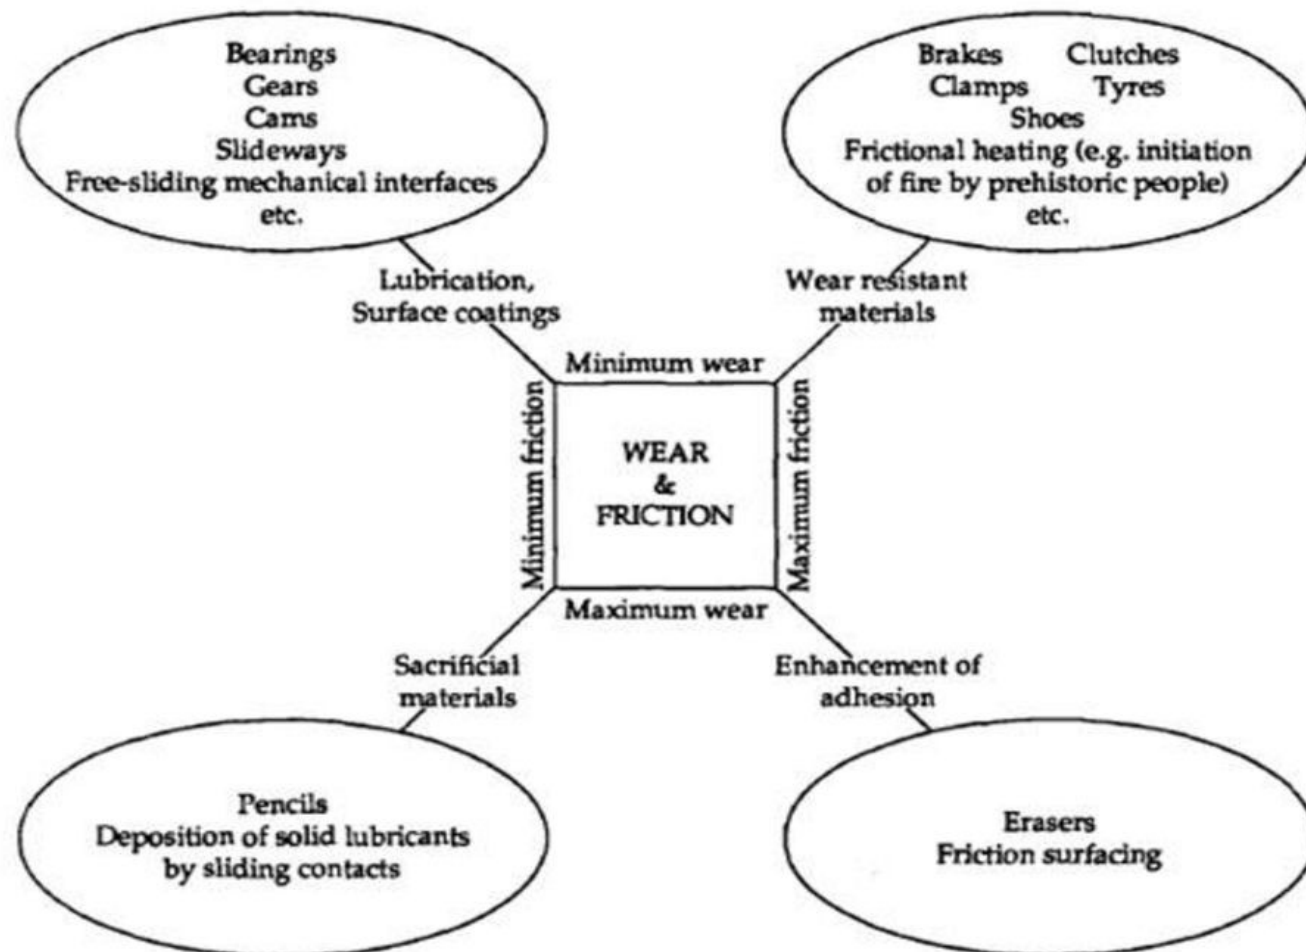 Bearings
Gears
Cams
Slideways
Free-sliding mechanical interfaces
etc.
Brakes Clutches
Clamps Tyres
Shoes
Frictional heating (e.g. initiation
of fire by prehistoric people)
etc.
Lubrication,
Surface coatings
Wear resistant
materials
Minimum wear
Minimum friction
WEAR
&
FRICTION
Maximum friction
Maximum wear
Sacrificial
materials
Enhancement of
adhesion
Pencils
Deposition of solid lubricants
by sliding contacts
Erasers
Friction surfacing